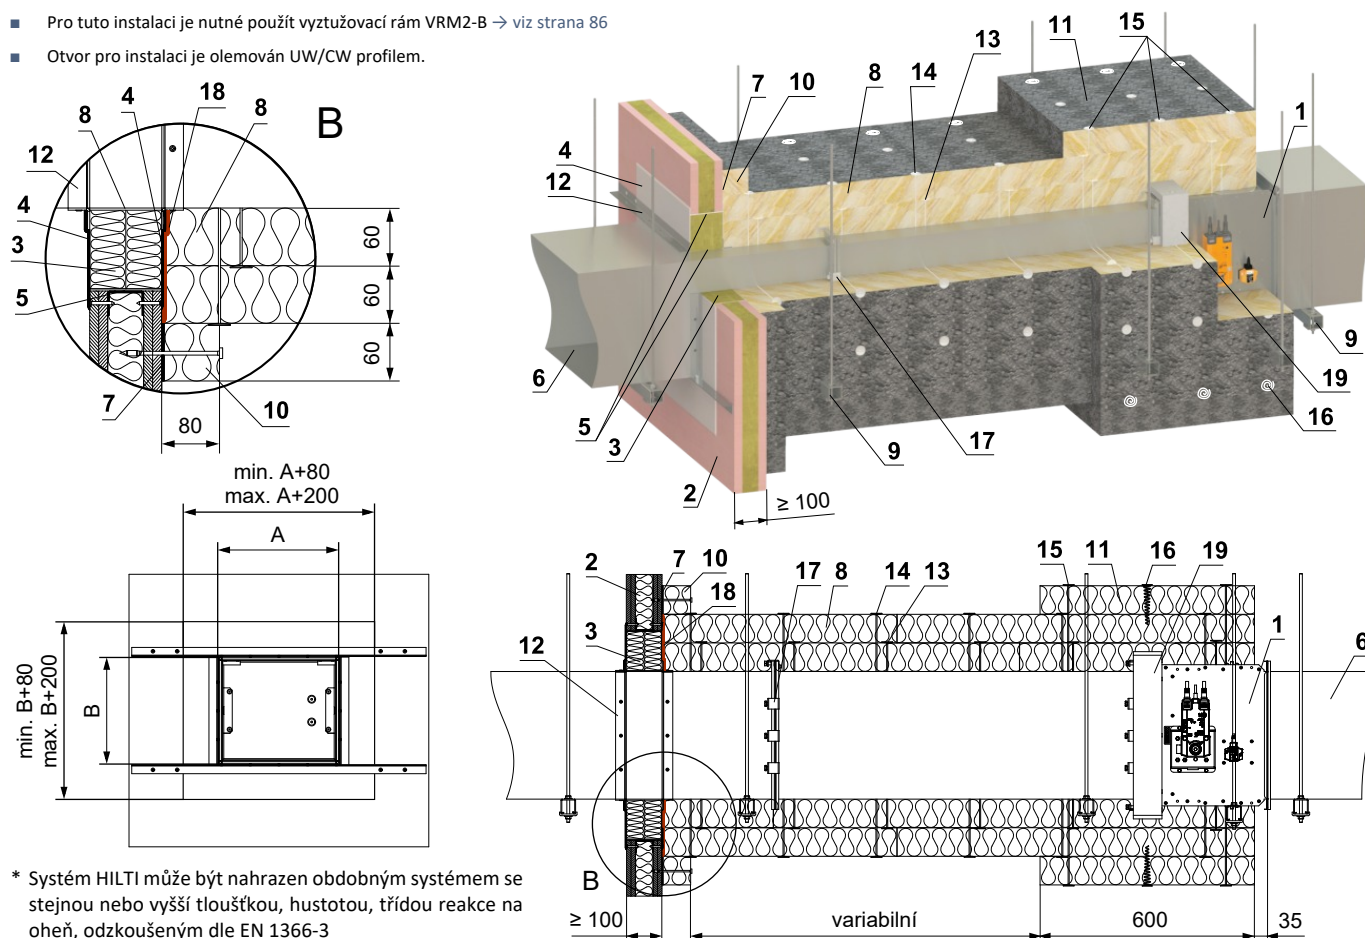 Pro tuto instalaci je nutné použít vyztužovací rám VRM2-B → viz strana 86
Otvor pro instalaci je olemován UW/CW profilem.
8 4 18 8 B
12
4
3
5
7 10
60
60
60
80
11 15
13
14
8
10
7
4
12
1
6
5
3
2
9
17
16
19
9
≥ 100
min. A+80
max. A+200
A
min. B+80
max. B+200
B
2 7 10 17 8 14 13 15 11 16 19
18
3
12
1
6
B
≥ 100 variabilní 600 35
* Systém HILTI může být nahrazen obdobným systémem se
stejnou nebo vyšší tloušťkou, hustotou, třídou reakce na
oheň, odzkoušeným dle EN 1366-3